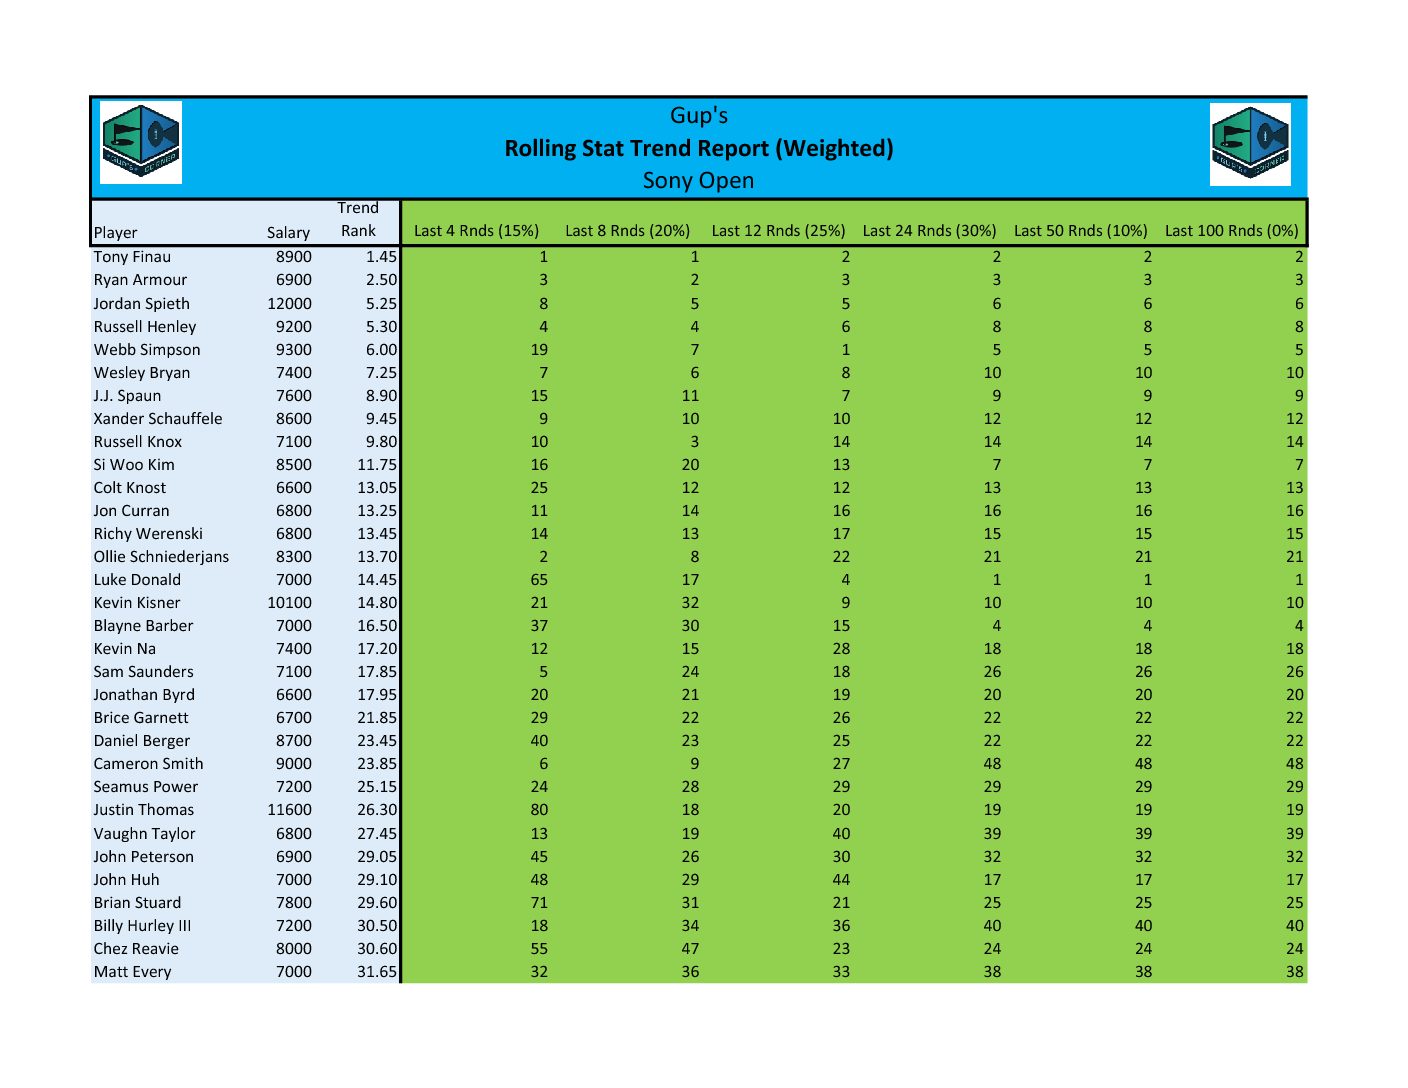 Gup's
Rolling Stat Trend Report (Weighted)
Sony Open
GUP'S CORNER
GUP'S CORNER
Player Salary Trend Rank Last 4 Rnds (15%) Last 8 Rnds (20%) Last 12 Rnds (25%) Last 24 Rnds (30%) Last 50 Rnds (10%) Last 100 Rnds (0%)
Tony Finau 8900 1.45 1 1 2 2 2 2
Ryan Armour 6900 2.50 3 2 3 3 3 3
Jordan Spieth 12000 5.25 8 5 5 6 6 6
Russell Henley 9200 5.30 4 4 6 8 8 8
Webb Simpson 9300 6.00 19 7 1 5 5 5
Wesley Bryan 7400 7.25 7 6 8 10 10 10
J.J. Spaun 7600 8.90 15 11 7 9 9 9
Xander Schauffele 8600 9.45 9 10 10 12 12 12
Russell Knox 7100 9.80 10 3 14 14 14 14
Si Woo Kim 8500 11.75 16 20 13 7 7 7
Colt Knost 6600 13.05 25 12 12 13 13 13
Jon Curran 6800 13.25 11 14 16 16 16 16
Richy Werenski 6800 13.45 14 13 17 15 15 15
Ollie Schniederjans 8300 13.70 2 8 22 21 21 21
Luke Donald 7000 14.45 65 17 4 1 1 1
Kevin Kisner 10100 14.80 21 32 9 10 10 10
Blayne Barber 7000 16.50 37 30 15 4 4 4
Kevin Na 7400 17.20 12 15 28 18 18 18
Sam Saunders 7100 17.85 5 24 18 26 26 26
Jonathan Byrd 6600 17.95 20 21 19 20 20 20
Brice Garnett 6700 21.85 29 22 26 22 22 22
Daniel Berger 8700 23.45 40 23 25 22 22 22
Cameron Smith 9000 23.85 6 9 27 48 48 48
Seamus Power 7200 25.15 24 28 29 29 29 29
Justin Thomas 11600 26.30 80 18 20 19 19 19
Vaughn Taylor 6800 27.45 13 19 40 39 39 39
John Peterson 6900 29.05 45 26 30 32 32 32
John Huh 7000 29.10 48 29 44 17 17 17
Brian Stuard 7800 29.60 71 31 21 25 25 25
Billy Hurley III 7200 30.50 18 34 36 40 40 40
Chez Reavie 8000 30.60 55 47 23 24 24 24
Matt Every 7000 31.65 32 36 33 38 38 38